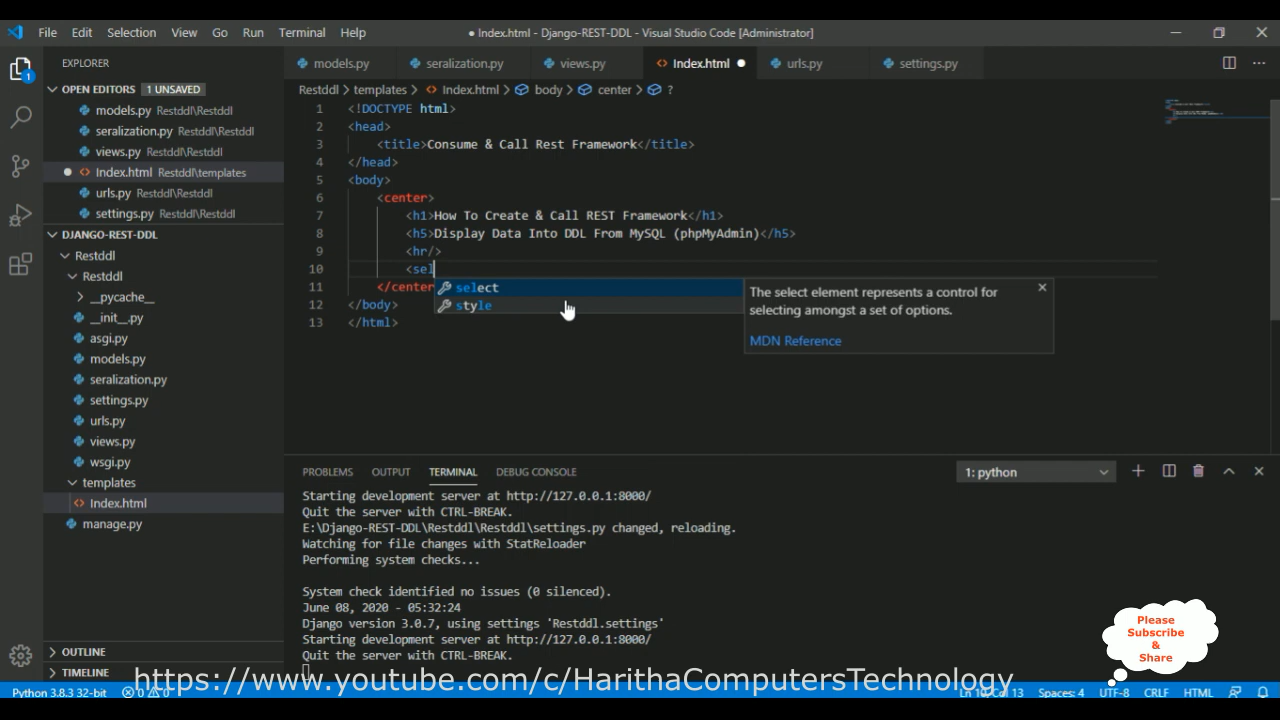 File Edit Selection View Go Run Terminal Help ● Index.html - Django-REST-DDL - Visual Studio Code [Administrator]
EXPLORER
models.py seralization.py views.py Index.html urls.py settings.py
OPEN EDITORS 1 UNSAVED
models.py Restddl\Restddl
seralization.py Restddl\Restddl
views.py Restddl\Restddl
Index.html Restddl\templates
urls.py Restddl\Restddl
settings.py Restddl\Restddl
DJANGO-REST-DDL
Restddl
Restddl
__pycache__
__init__.py
asgi.py
models.py
seralization.py
settings.py
urls.py
views.py
wsgi.py
templates
Index.html
manage.py
OUTLINE
TIMELINE
Restddl > templates > Index.html > body > center > ?
1 <!DOCTYPE html>
2 <head>
3 <title>Consume & Call Rest Framework</title>
4 </head>
5 <body>
6 <center>
7 <h1>How To Create & Call REST Framework</h1>
8 <h5>Display Data Into DDL From MySQL (phpMyAdmin)</h5>
9 <hr/>
10 <sel
11 </center
12 </body>
13 </html>
select
style
The select element represents a control for
selecting amongst a set of options.
MDN Reference
PROBLEMS OUTPUT TERMINAL DEBUG CONSOLE 1: python
Starting development server at http://127.0.0.1:8000/
Quit the server with CTRL-BREAK.
E:\Django-REST-DDL\Restddl\Restddl\settings.py changed, reloading.
Watching for file changes with StatReloader
Performing system checks...
System check identified no issues (0 silenced).
June 08, 2020 - 05:32:24
Django version 3.0.7, using settings 'Restddl.settings'
Starting development server at http://127.0.0.1:8000/
Quit the server with CTRL-BREAK.
Please
Subscribe
&
Share
https://www.youtube.com/c/HarithaComputersTechnology
Python 3.8.3 32-bit 0 0 Ln 10, Col 13 Spaces: 4 UTF-8 CRLF HTML